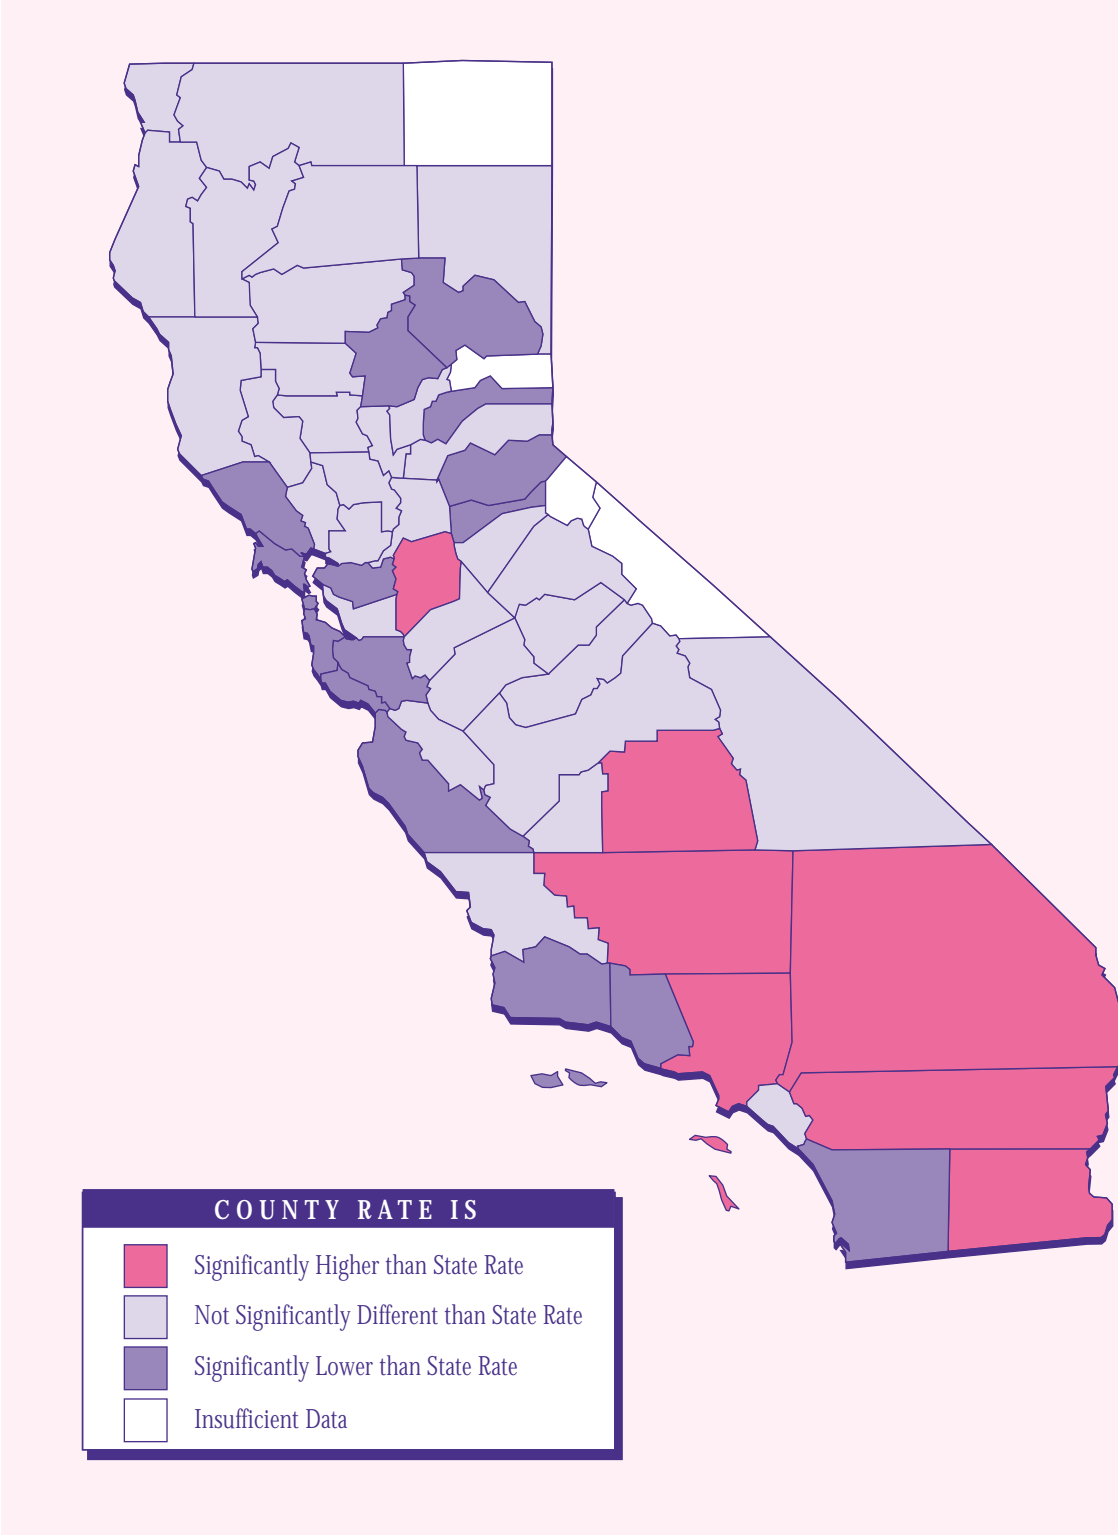 COUNTY RATE IS
Significantly Higher than State Rate
Not Significantly Different than State Rate
Significantly Lower than State Rate
Insufficient Data